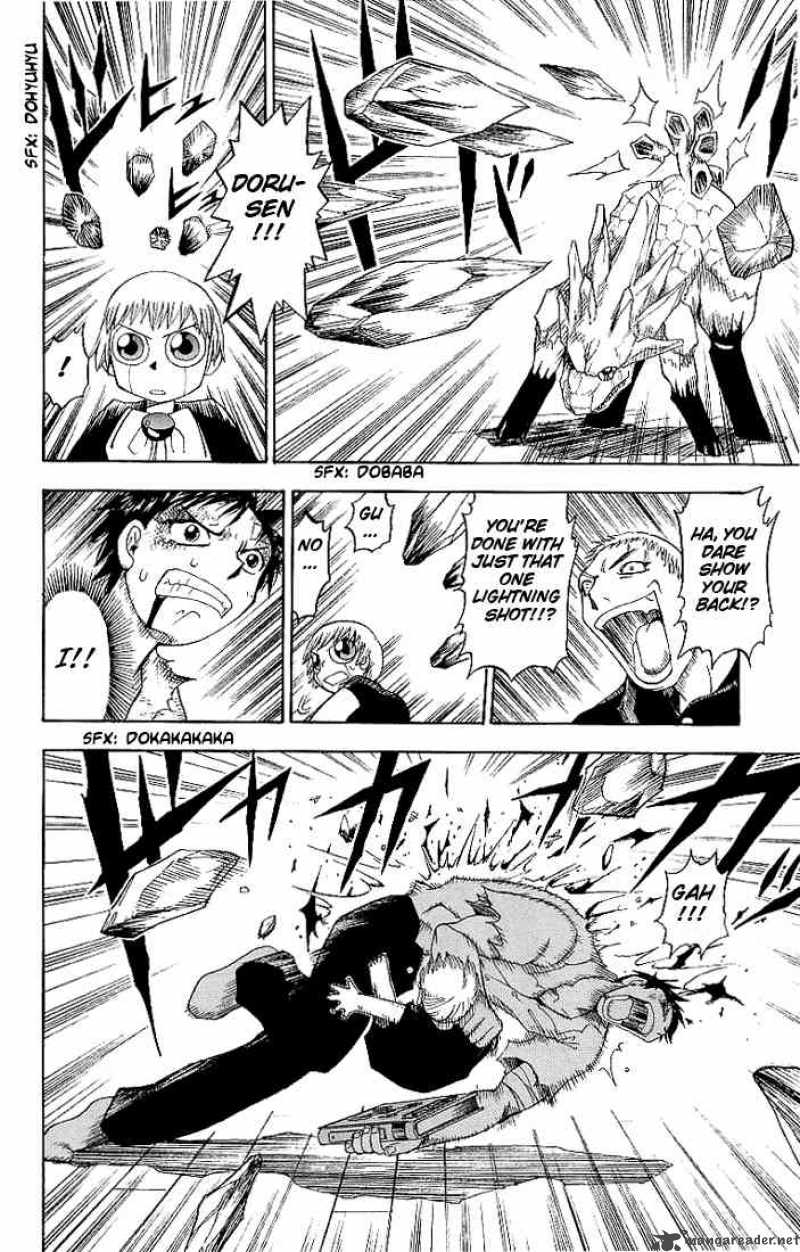 SFX: DOBABA
DORU-
SEN
!!!
SFX: DOHYUHYU
!
HA, YOU
DARE
SHOW
YOUR
BACK!?
YOU'RE
DONE WITH
JUST THAT
ONE
LIGHTNING
SHOT!!?
GU
...
NO
...
I!!
SFX: DOKAKAKAKA
GAH
!!!
mangareader.net